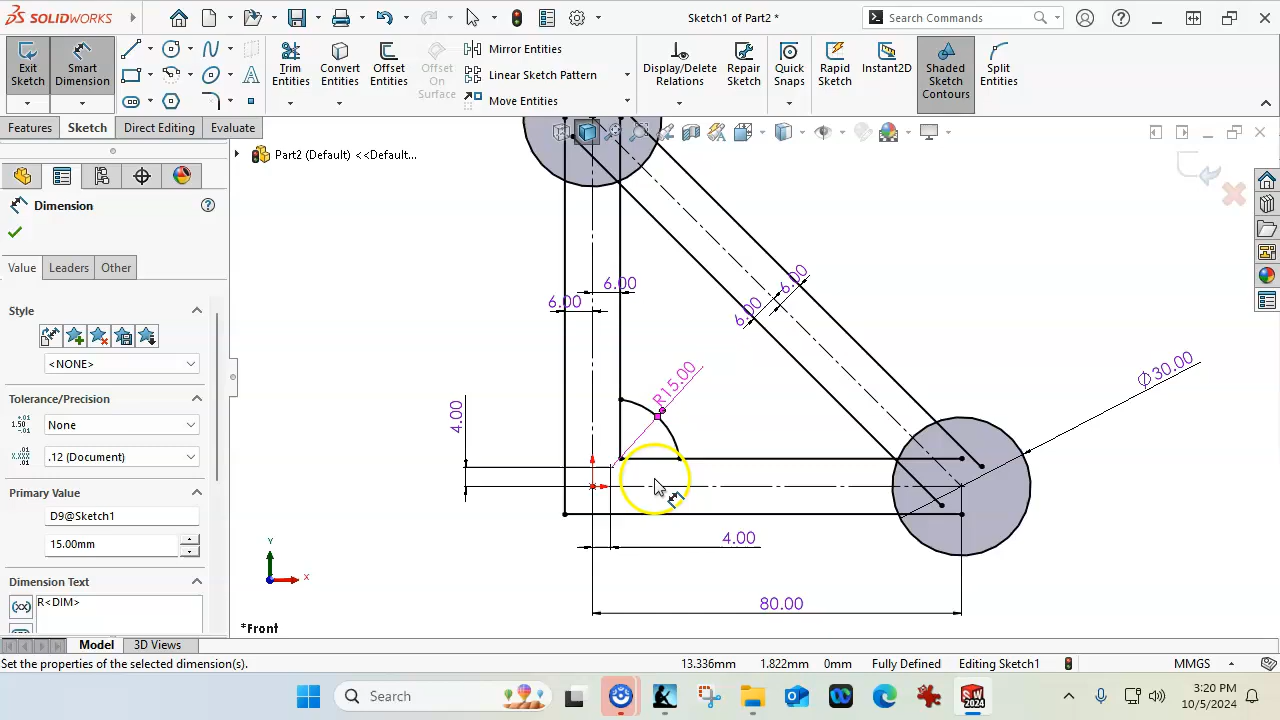 SOLIDWORKS
Sketch1 of Part2 *
Search Commands
Exit Sketch
Smart Dimension
Trim Entities
Convert Entities
Offset Entities
Offset On Surface
Mirror Entities
Linear Sketch Pattern
Move Entities
Display/Delete Relations
Repair Sketch
Quick Snaps
Rapid Sketch
Instant2D
Shaded Sketch Contours
Split Entities
Features
Sketch
Direct Editing
Evaluate
Part2 (Default) <<Default...
Dimension
Value
Leaders
Other
Style
<NONE>
Tolerance/Precision
None
.12 (Document)
Primary Value
D9@Sketch1
15.00mm
Dimension Text
R<DIM>
6.00
6.00
6.00
6.00
R15.00
Ø30.00
4.00
4.00
80.00
Y
X
*Front
Model
3D Views
Set the properties of the selected dimension(s).
13.336mm
1.822mm
0mm
Fully Defined
Editing Sketch1
MMGS
Search
3:20 PM
10/5/2024